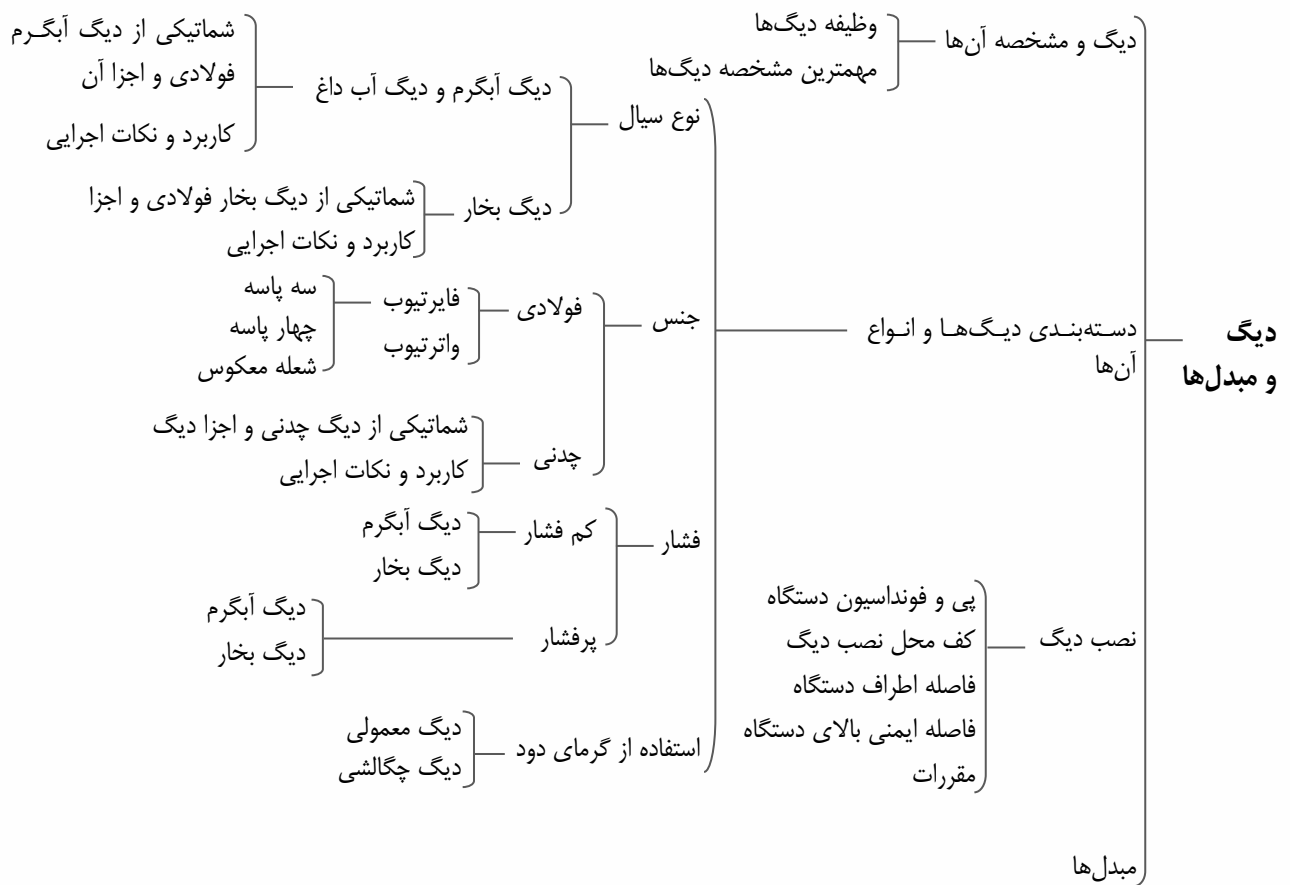 دیگ
و مبدل‌ها
دیگ و مشخصه آن‌ها
وظیفه دیگ‌ها
مهمترین مشخصه دیگ‌ها
دسته‌بندی دیگ‌ها و انواع
آن‌ها
نوع سیال
دیگ آبگرم و دیگ آب داغ
شماتیکی از دیگ آبگرم
فولادی و اجزا آن
کاربرد و نکات اجرایی
دیگ بخار
شماتیکی از دیگ بخار فولادی و اجزا
کاربرد و نکات اجرایی
جنس
فولادی
فایرتیوب
سه پاسه
چهار پاسه
شعله معکوس
واترتیوب
چدنی
شماتیکی از دیگ چدنی و اجزا دیگ
کاربرد و نکات اجرایی
فشار
کم فشار
دیگ آبگرم
دیگ بخار
پرفشار
دیگ آبگرم
دیگ بخار
استفاده از گرمای دود
دیگ معمولی
دیگ چگالشی
نصب دیگ
پی و فونداسیون دستگاه
کف محل نصب دیگ
فاصله اطراف دستگاه
فاصله ایمنی بالای دستگاه
مقررات
مبدل‌ها